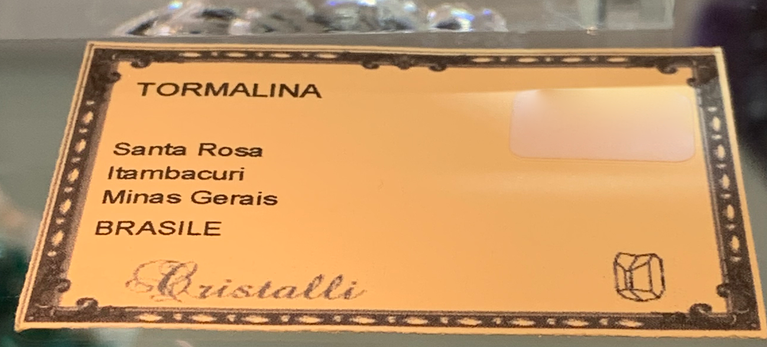 TORMALINA
Santa Rosa
Itambacuri
Minas Gerais
BRASILE
Cristalli